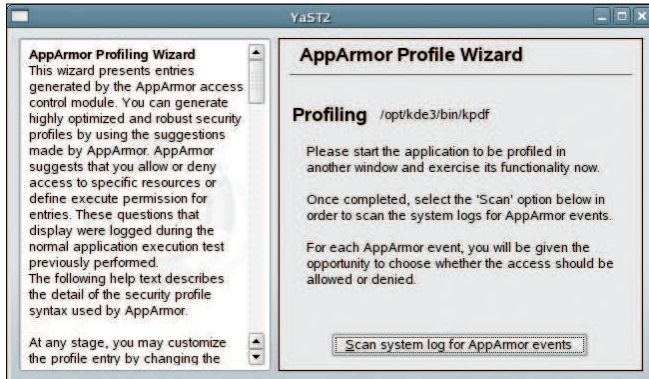 YaST2
AppArmor Profiling Wizard
This wizard presents entries
generated by the AppArmor access
control module. You can generate
highly optimized and robust security
profiles by using the suggestions
made by AppArmor. AppArmor
suggests that you allow or deny
access to specific resources or
define execute permission for
entries. These questions that
display were logged during the
normal application execution test
previously performed.
The following help text describes
the detail of the security profile
syntax used by AppArmor.
At any stage, you may customize
the profile entry by changing the
AppArmor Profile Wizard
Profiling /opt/kde3/bin/kpdf
Please start the application to be profiled in
another window and exercise its functionality now.
Once completed, select the 'Scan' option below in
order to scan the system logs for AppArmor events.
For each AppArmor event, you will be given the
opportunity to choose whether the access should be
allowed or denied.
Scan system log for AppArmor events